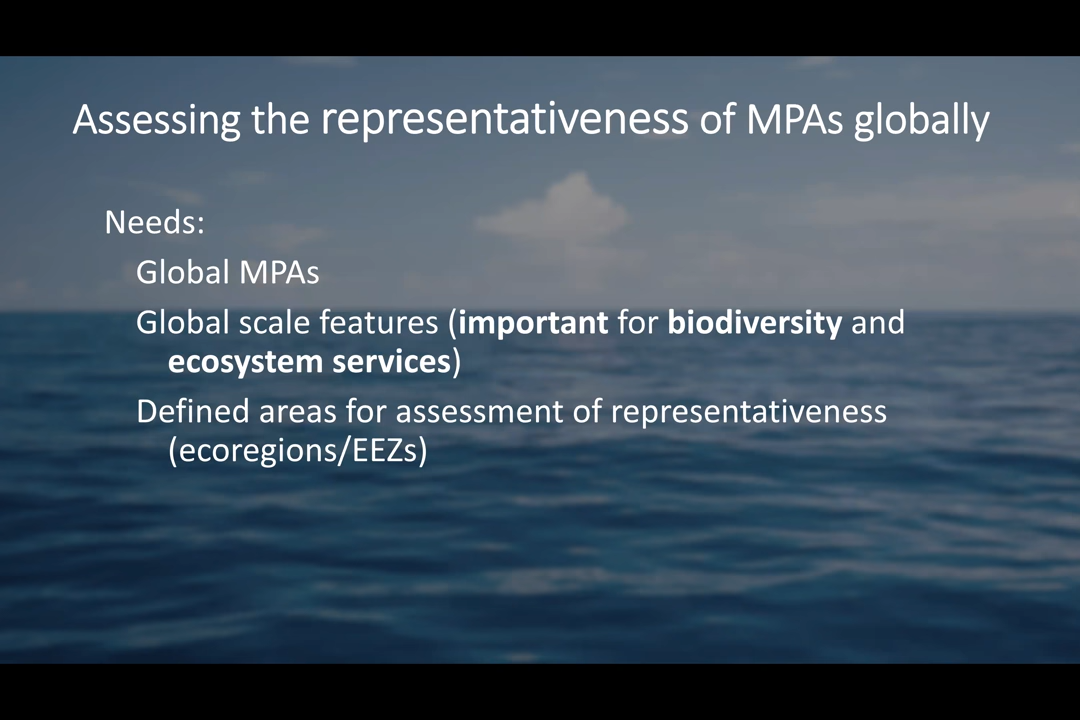 Assessing the representativeness of MPAs globally
Needs:
Global MPAs
Global scale features (important for biodiversity and
ecosystem services)
Defined areas for assessment of representativeness
(ecoregions/EEZs)